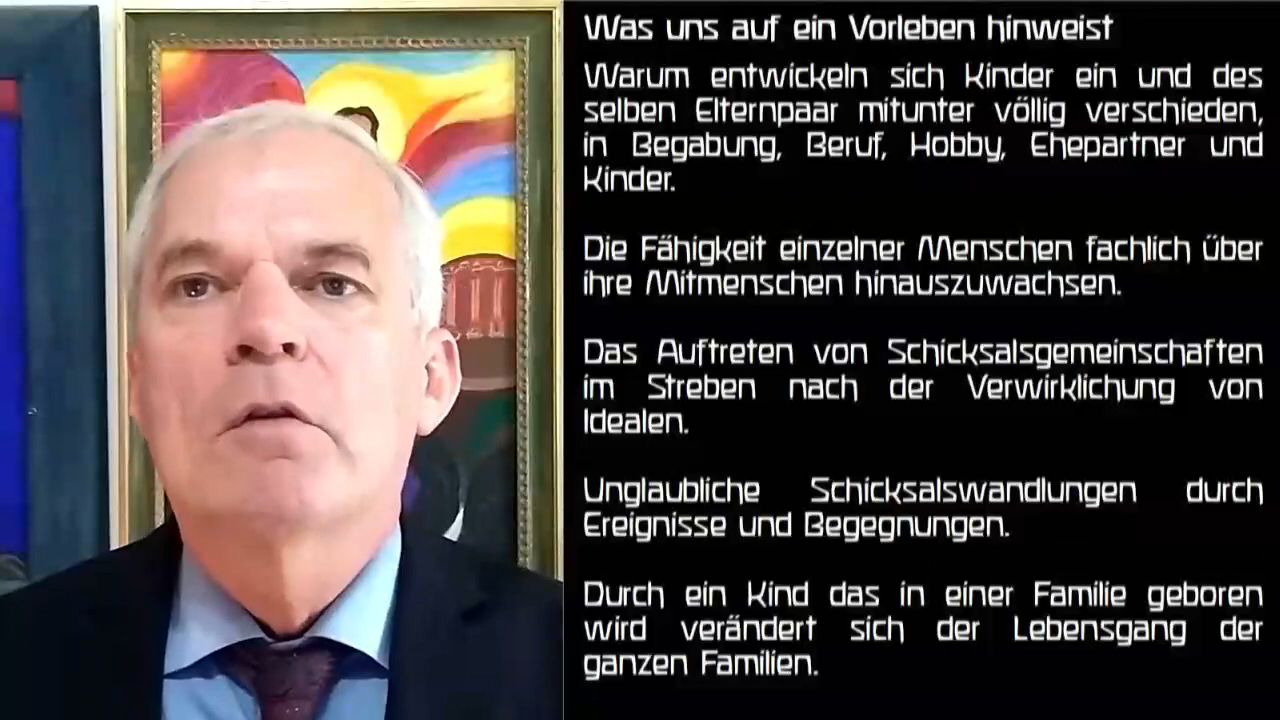 Was uns auf ein Vorleben hinweist
Warum entwickeln sich Kinder ein und des
selben Elternpaar mitunter völlig verschieden,
in Begabung, Beruf, Hobby, Ehepartner und
Kinder.
Die Fähigkeit einzelner Menschen fachlich über
ihre Mitmenschen hinauszuwachsen.
Das Auftreten von Schicksalsgemeinschaften
im Streben nach der Verwirklichung von
Idealen.
Unglaubliche Schicksalswandlungen durch
Ereignisse und Begegnungen.
Durch ein Kind das in einer Familie geboren
wird verändert sich der Lebensgang der
ganzen Familien.